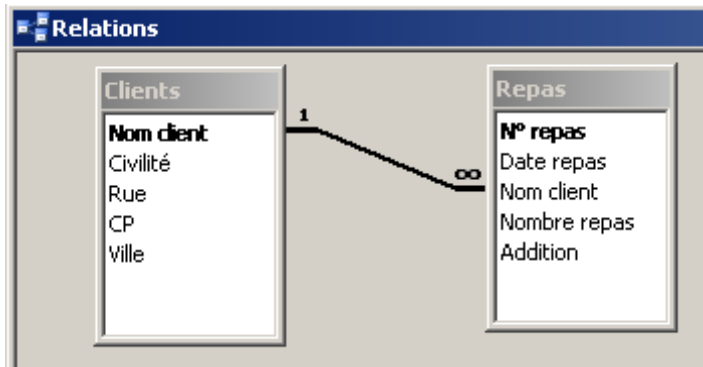 Relations
Clients
Nom client
Civilité
Rue
CP
Ville
1
∞
Repas
N° repas
Date repas
Nom client
Nombre repas
Addition